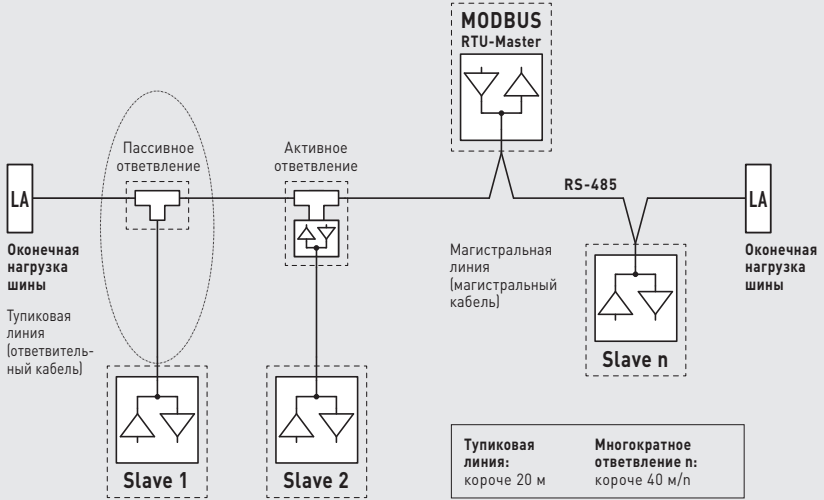 MODBUS
RTU-Master
Пассивное
ответвление
Активное
ответвление
RS-485
LA
LA
Оконечная
нагрузка
шины
Магистральная
линия
(магистральный
кабель)
Оконечная
нагрузка
шины
Тупиковая
линия
(ответвитель-
ный кабель)
Slave n
Slave 1
Slave 2
Тупиковая
линия:
короче 20 м
Многократное
ответвление n:
короче 40 м/n